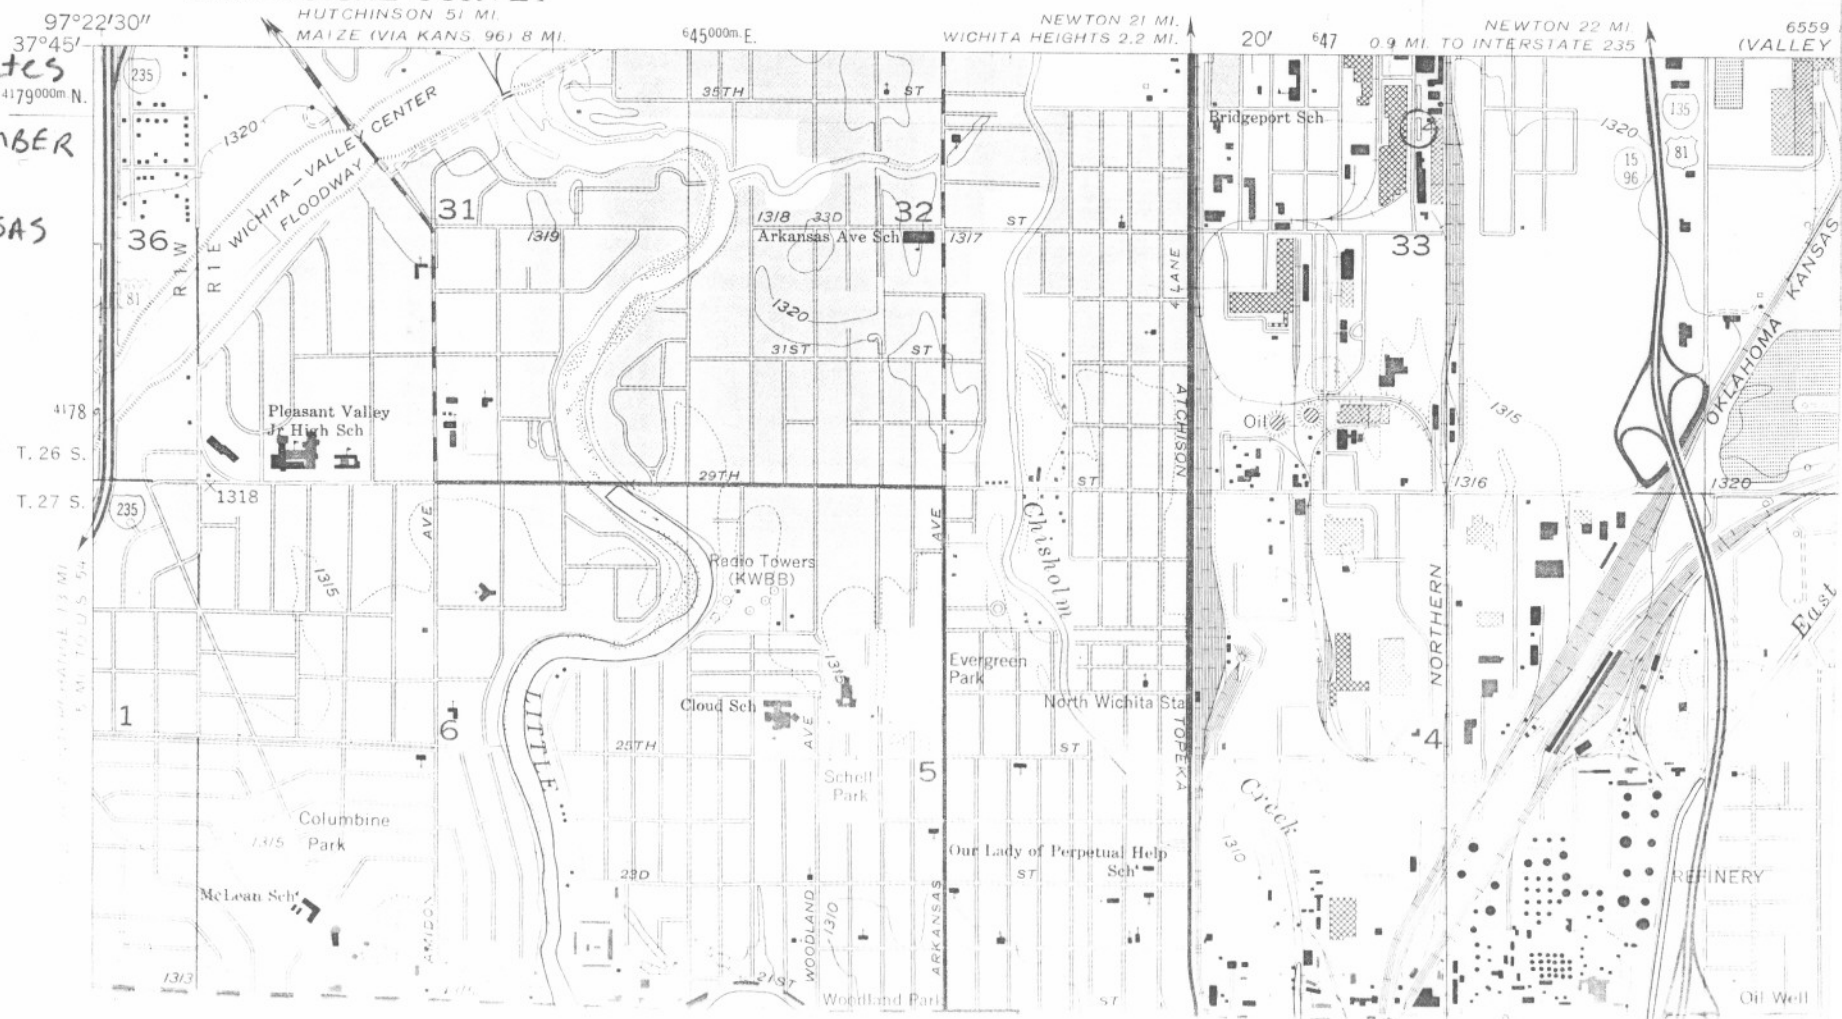 97°22'30"
HUTCHINSON 51 MI.
MAIZE (VIA KANS 96) 8 MI.
645000m. E.
NEWTON 21 MI.
WICHITA HEIGHTS 2.2 MI.
20'
647
NEWTON 22 MI
0.9 MI. TO INTERSTATE 235
6559
(VALLEY
37°45'
4179000m. N.
235
35TH ST
1320
WICHITA – VALLEY CENTER
FLOODWAY
Bridgeport Sch
1320
135
81
15
96
36
R 1 W
R 1 E
31
1319
1318
33D
32
ST
Arkansas Ave Sch
1317
33
81
4 LANE
1320
31ST
ST
OKLAHOMA
KANSAS
4178
Pleasant Valley
Jr High Sch
ATCHISON
Oil
1315
T. 26 S.
29TH
ST
1316
1320
T. 27 S.
235
1318
AVE
AVE
Chisholm
Radio Towers
(KWBB)
1315
NORTHERN
East
Evergreen
Park
1
6
LITTLE
Cloud Sch
AVE
North Wichita Sta
TOPEKA
4
25TH
ST
5
Schell
Park
Creek
Columbine
Park
1315
1310
Our Lady of Perpetual Help
Sch
ST
23D
REFINERY
McLean Sch
AMIDON
WOODLAND
1310
ARKANSAS
1313
21ST
Woodland Park
ST
Oil Well